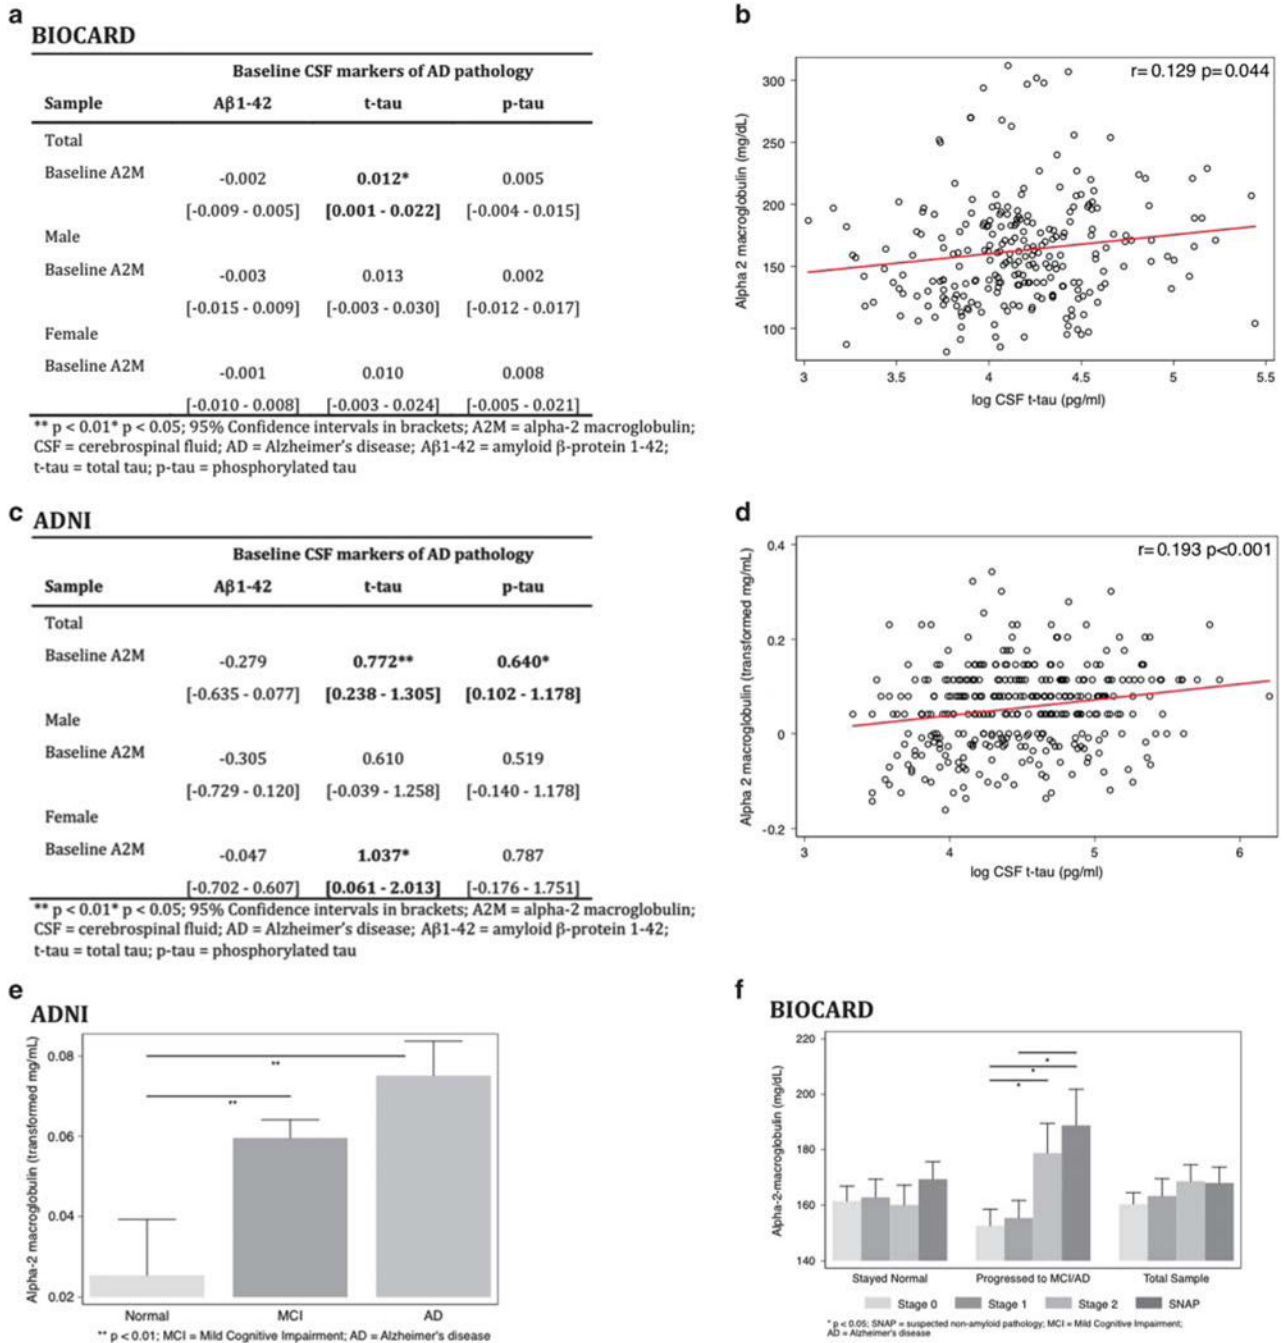 a
BIOCARD
Baseline CSF markers of AD pathology
Sample Aβ1-42 t-tau p-tau
Total
Baseline A2M -0.002 0.012* 0.005
[-0.009 - 0.005] [0.001 - 0.022] [-0.004 - 0.015]
Male
Baseline A2M -0.003 0.013 0.002
[-0.015 - 0.009] [-0.003 - 0.030] [-0.012 - 0.017]
Female
Baseline A2M -0.001 0.010 0.008
[-0.010 - 0.008] [-0.003 - 0.024] [-0.005 - 0.021]
** p < 0.01* p < 0.05; 95% Confidence intervals in brackets; A2M = alpha-2 macroglobulin;
CSF = cerebrospinal fluid; AD = Alzheimer's disease; Aβ1-42 = amyloid β-protein 1-42;
t-tau = total tau; p-tau = phosphorylated tau
b
r= 0.129 p= 0.044
Alpha 2 macroglobulin (mg/dL)
300
250
200
150
100
3 3.5 4 4.5 5 5.5
log CSF t-tau (pg/ml)
c
ADNI
Baseline CSF markers of AD pathology
Sample Aβ1-42 t-tau p-tau
Total
Baseline A2M -0.279 0.772** 0.640*
[-0.635 - 0.077] [0.238 - 1.305] [0.102 - 1.178]
Male
Baseline A2M -0.305 0.610 0.519
[-0.729 - 0.120] [-0.039 - 1.258] [-0.140 - 1.178]
Female
Baseline A2M -0.047 1.037* 0.787
[-0.702 - 0.607] [0.061 - 2.013] [-0.176 - 1.751]
** p < 0.01* p < 0.05; 95% Confidence intervals in brackets; A2M = alpha-2 macroglobulin;
CSF = cerebrospinal fluid; AD = Alzheimer's disease; Aβ1-42 = amyloid β-protein 1-42;
t-tau = total tau; p-tau = phosphorylated tau
d
r= 0.193 p<0.001
Alpha 2 macroglobulin (transformed mg/mL)
0.4
0.2
0
-0.2
3 4 5 6
log CSF t-tau (pg/ml)
e
ADNI
Alpha-2 macroglobulin (transformed mg/mL)
0.08
0.06
0.04
0.02
**
**
Normal MCI AD
** p < 0.01; MCI = Mild Cognitive Impairment; AD = Alzheimer's disease
f
BIOCARD
Alpha-2-macroglobulin (mg/dL)
220
200
180
160
140
*
*
*
Stayed Normal Progressed to MCI/AD Total Sample
Stage 0 Stage 1 Stage 2 SNAP
* p < 0.05; SNAP = suspected non-amyloid pathology; MCI = Mild Cognitive Impairment;
AD = Alzheimer's disease